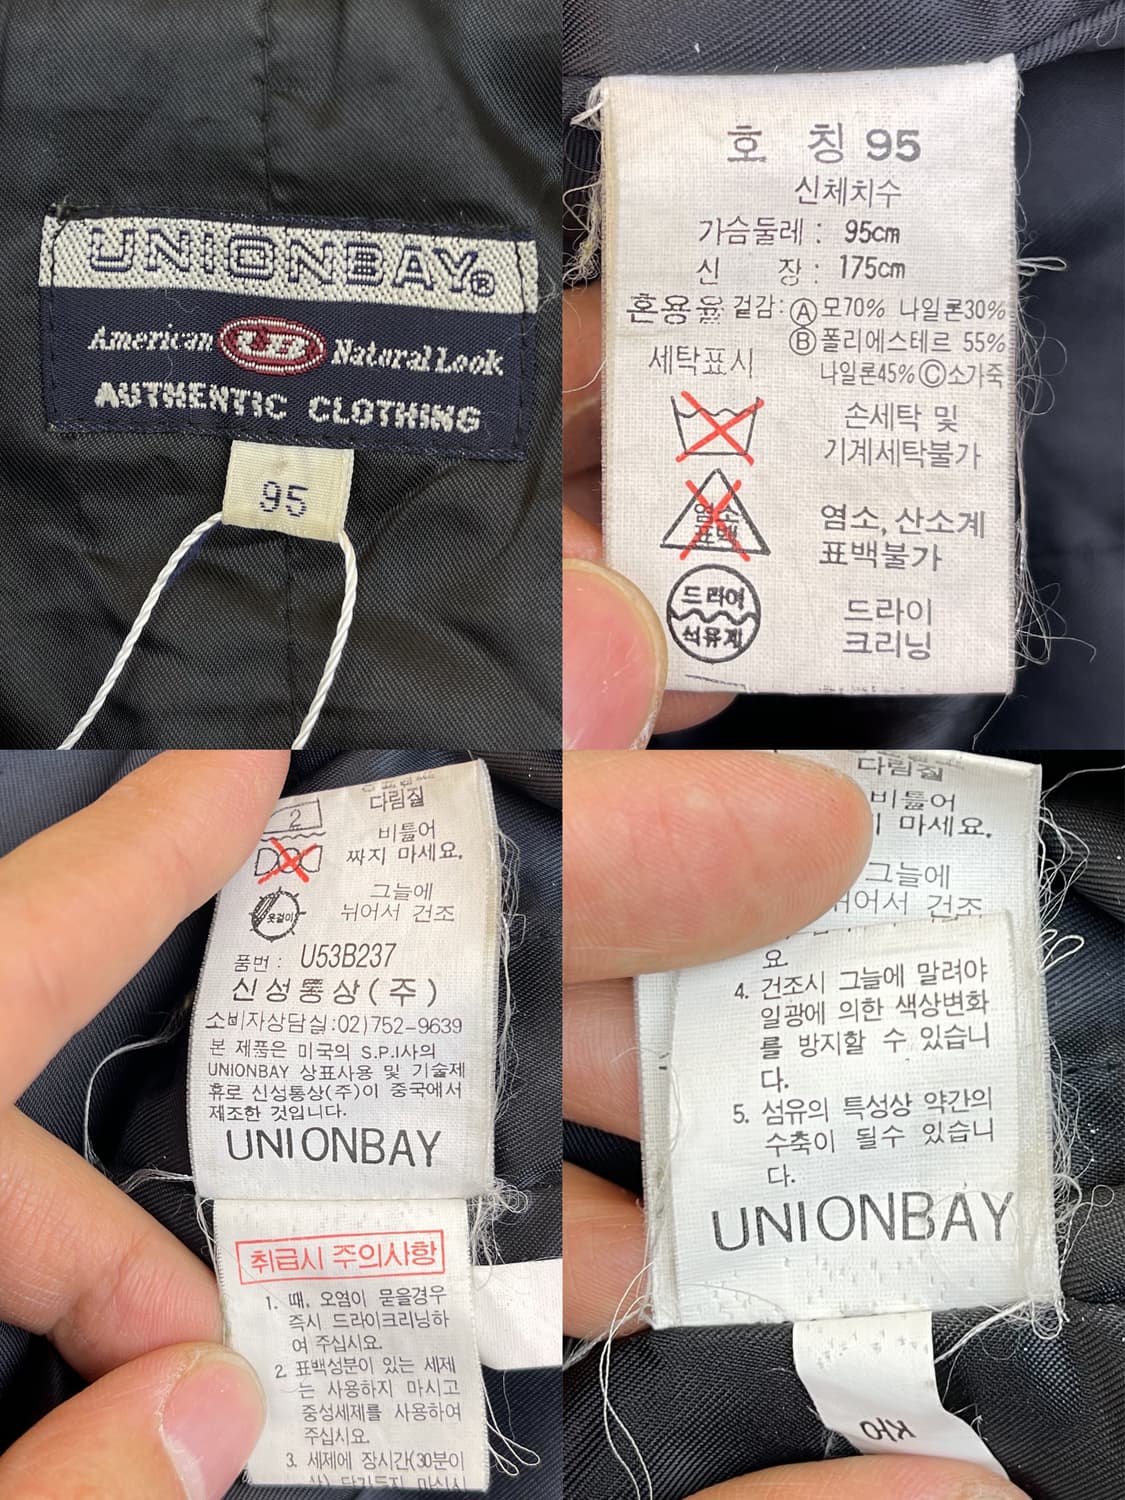 UNIONBAY®
American UB Natural Look
AUTHENTIC CLOTHING
95
호 칭 95
신체치수
가슴둘레 : 95cm
신 장 : 175cm
혼용율 겉감: Ⓐ모70% 나일론30%
Ⓑ폴리에스테르 55%
나일론45%Ⓒ소가죽
세탁표시
손세탁 및
기계세탁불가
염소
표백
염소, 산소계
표백불가
드라이
석유계
드라이
크리닝
2
다림질
비틀어
짜지 마세요.
옷걸이
그늘에
뉘어서 건조
품번 : U53B237
신성통상(주)
소비자상담실:02)752-9639
본 제품은 미국의 S.P.I사의
UNIONBAY 상표사용 및 기술제
휴로 신성통상(주)이 중국에서
제조한 것입니다.
UNIONBAY
취급시 주의사항
1. 때, 오염이 묻을경우
즉시 드라이크리닝하
여 주십시요.
2. 표백성분이 있는 세제
는 사용하지 마시고
중성세제를 사용하여
주십시요.
3. 세제에 장시간(30분이
다림질
비틀어
마세요.
그늘에
뉘어서 건조
요.
4. 건조시 그늘에 말려야
일광에 의한 색상변화
를 방지할 수 있습니
다.
5. 섬유의 특성상 약간의
수축이 될수 있습니
다.
UNIONBAY
K/O